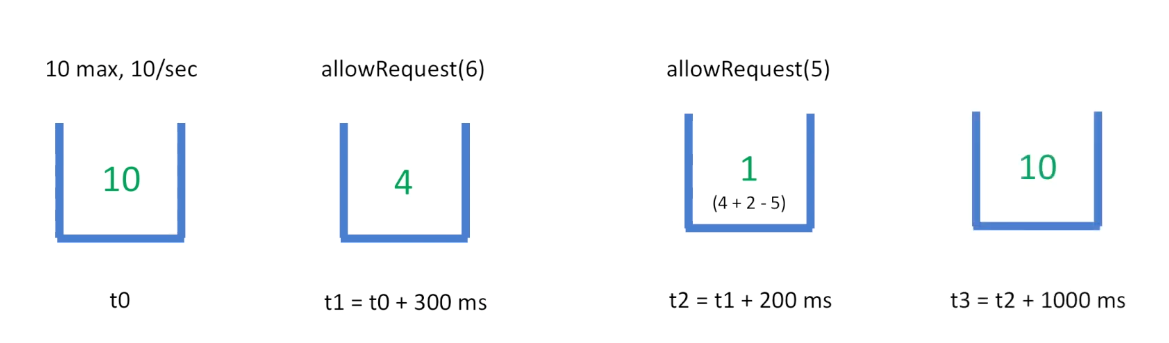 10 max, 10/sec
allowRequest(6)
allowRequest(5)
10
4
1
(4 + 2 - 5)
10
t0
t1 = t0 + 300 ms
t2 = t1 + 200 ms
t3 = t2 + 1000 ms